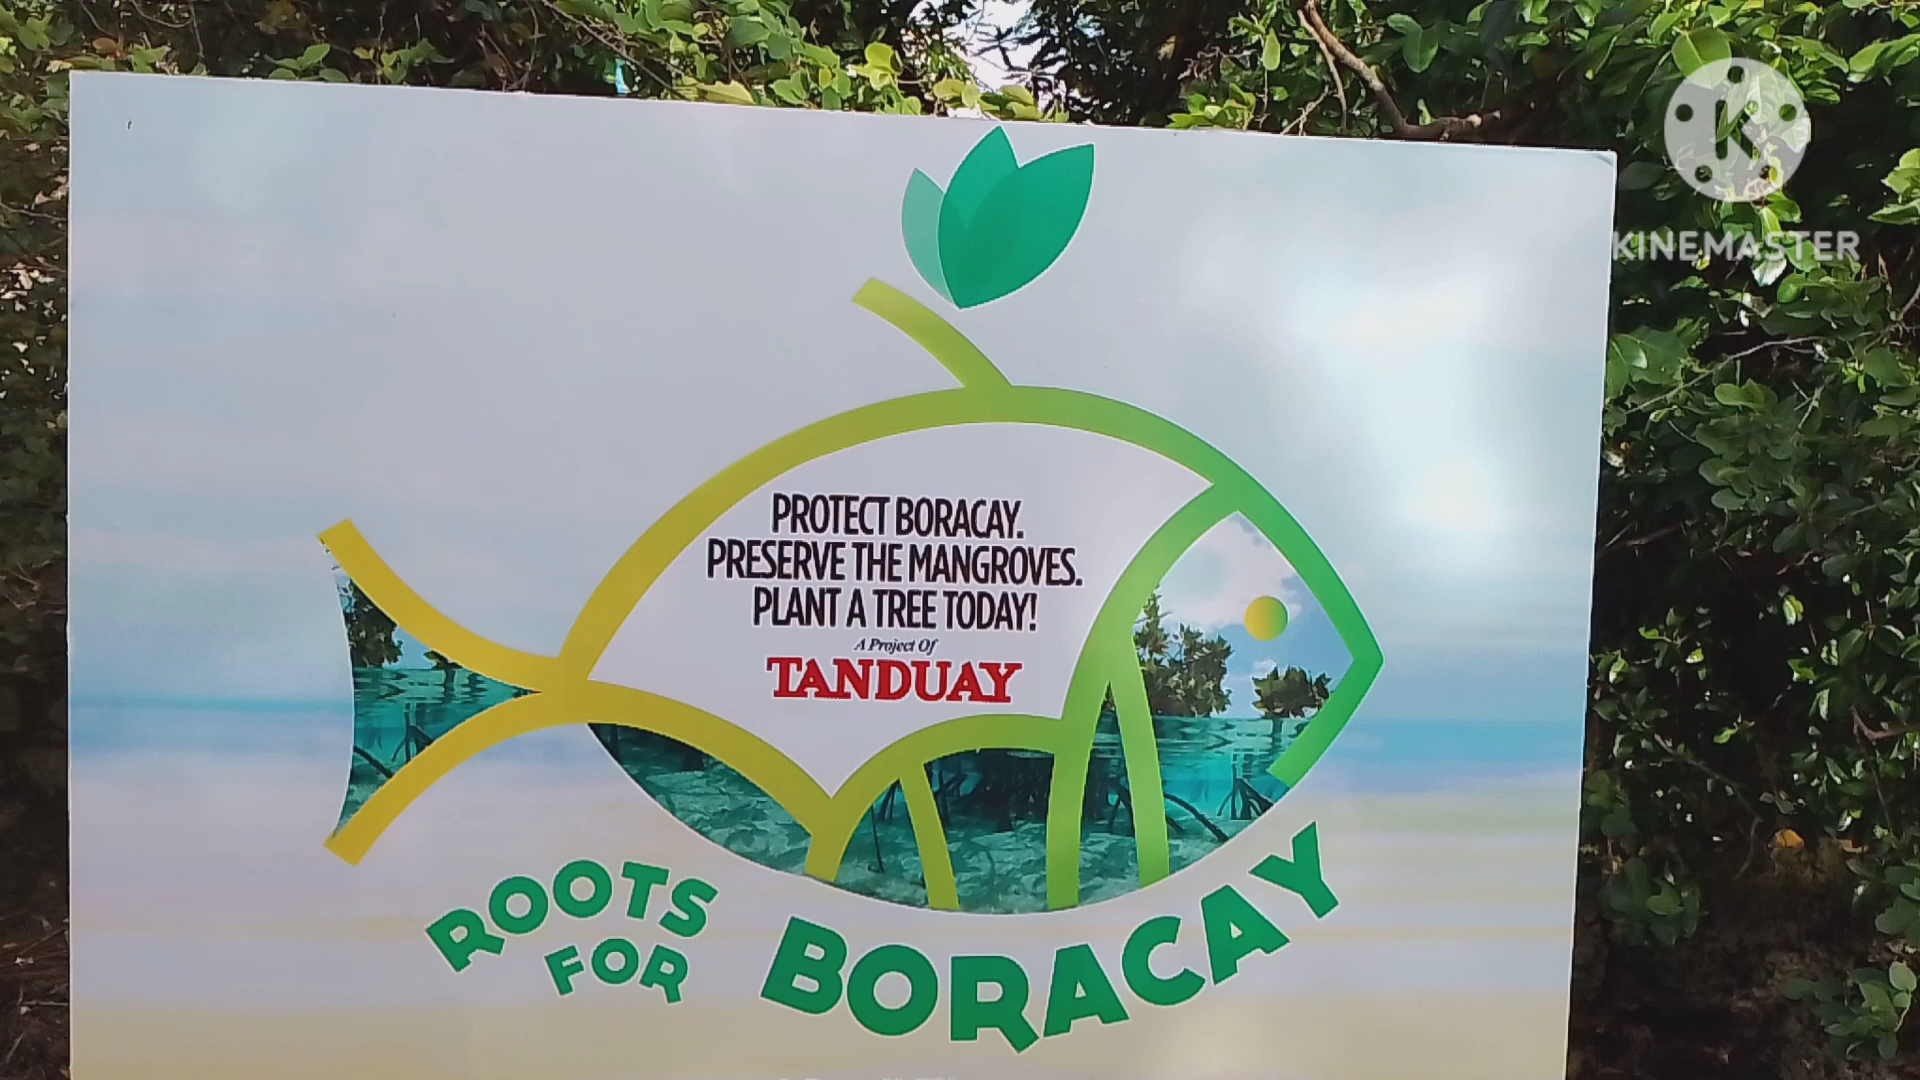 K
KINEMASTER
PROTECT BORACAY.
PRESERVE THE MANGROVES.
PLANT A TREE TODAY!
A Project Of
TANDUAY
ROOTS
FOR
BORACAY